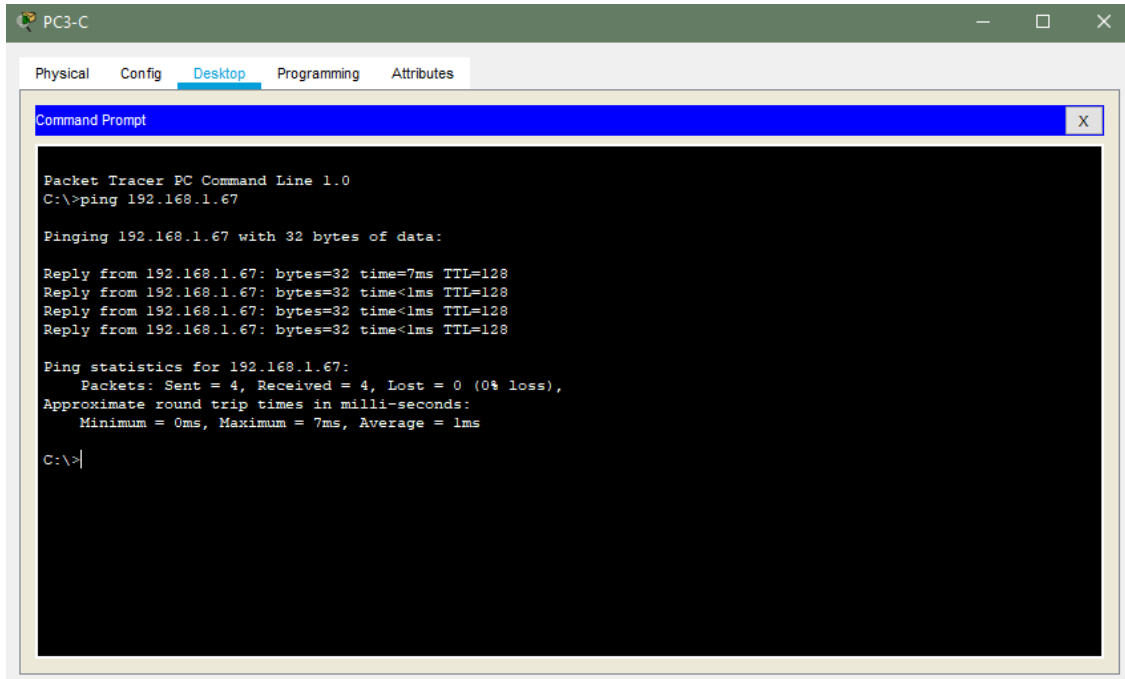 PC3-C
Physical Config Desktop Programming Attributes
Command Prompt
X
Packet Tracer PC Command Line 1.0
C:\>ping 192.168.1.67
Pinging 192.168.1.67 with 32 bytes of data:
Reply from 192.168.1.67: bytes=32 time=7ms TTL=128
Reply from 192.168.1.67: bytes=32 time<1ms TTL=128
Reply from 192.168.1.67: bytes=32 time<1ms TTL=128
Reply from 192.168.1.67: bytes=32 time<1ms TTL=128
Ping statistics for 192.168.1.67:
Packets: Sent = 4, Received = 4, Lost = 0 (0% loss),
Approximate round trip times in milli-seconds:
Minimum = 0ms, Maximum = 7ms, Average = 1ms
C:\>